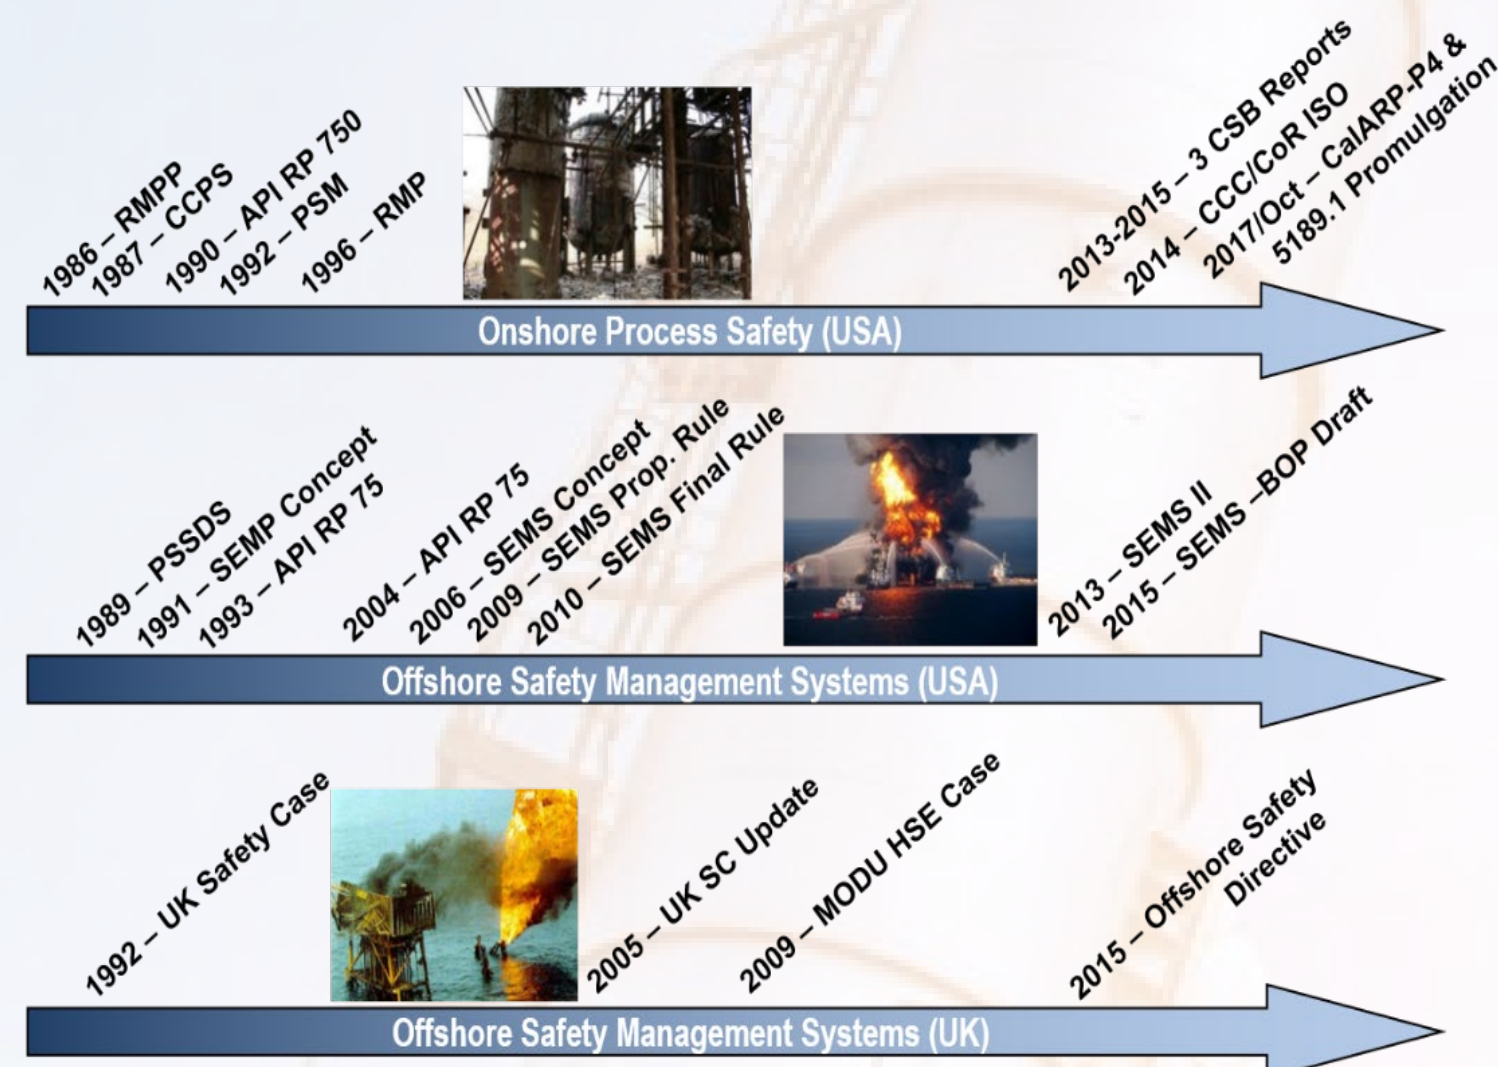 1986 – RMPP
1987 – CCPS
1990 – API RP 750
1992 – PSM
1996 – RMP
2013-2015 – 3 CSB Reports
2014 – CCC/CoR ISO
2017/Oct – CalARP-P4 &
5189.1 Promulgation
Onshore Process Safety (USA)
1989 – PSSDS
1991 – SEMP Concept
1993 – API RP 75
2004 – API RP 75
2006 – SEMS Concept
2009 – SEMS Prop. Rule
2010 – SEMS Final Rule
2013 – SEMS II
2015 – SEMS –BOP Draft
Offshore Safety Management Systems (USA)
1992 – UK Safety Case
2005 – UK SC Update
2009 – MODU HSE Case
2015 – Offshore Safety
Directive
Offshore Safety Management Systems (UK)